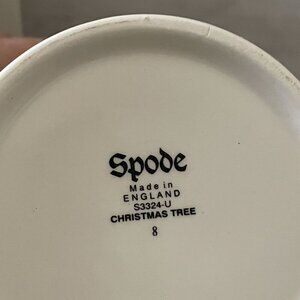 Spode
Made in
ENGLAND
S3324-U
CHRISTMAS TREE
8